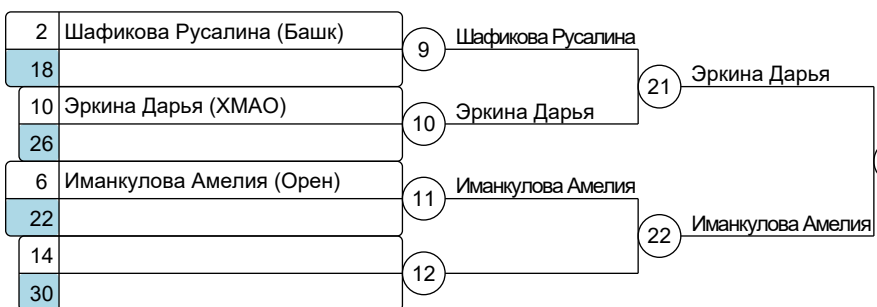 2 Шафикова Русалина (Башк)
9
Шафикова Русалина
18
21
Эркина Дарья
10 Эркина Дарья (ХМАО)
10
Эркина Дарья
26
6 Иманкулова Амелия (Орен)
11
Иманкулова Амелия
22
22
Иманкулова Амелия
14
12
30